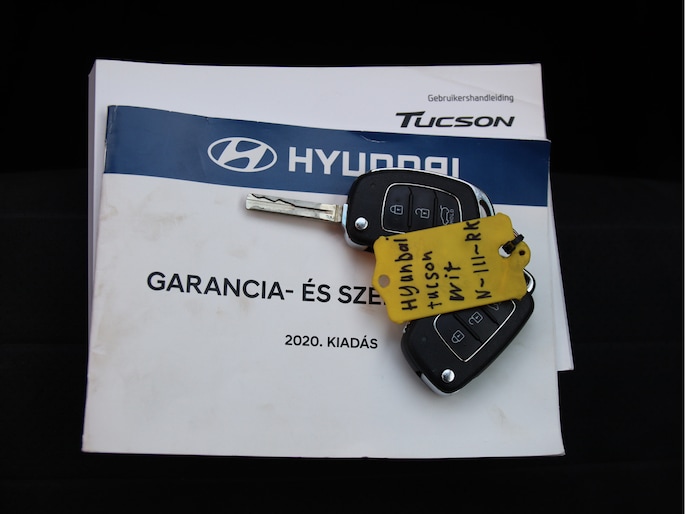 Gebruikershandleiding
TUCSON
HYUNDAI
GARANCIA- ÉS SZE
2020. KIADÁS
Hyundai
tucson
wit
N-111-RK